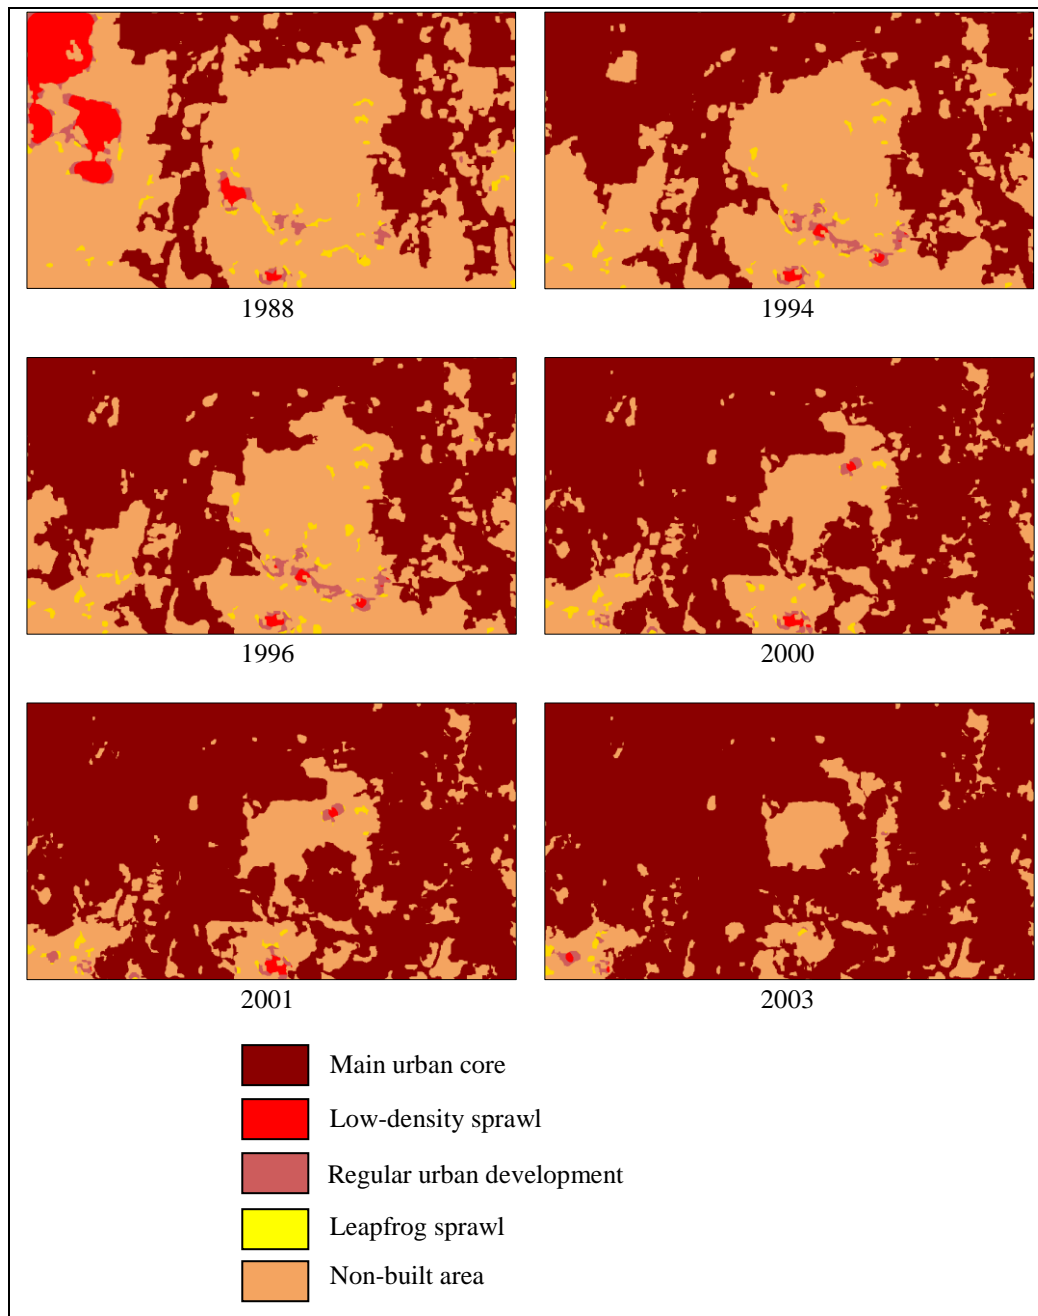 1988
1994
1996
2000
2001
2003
Main urban core
Low-density sprawl
Regular urban development
Leapfrog sprawl
Non-built area